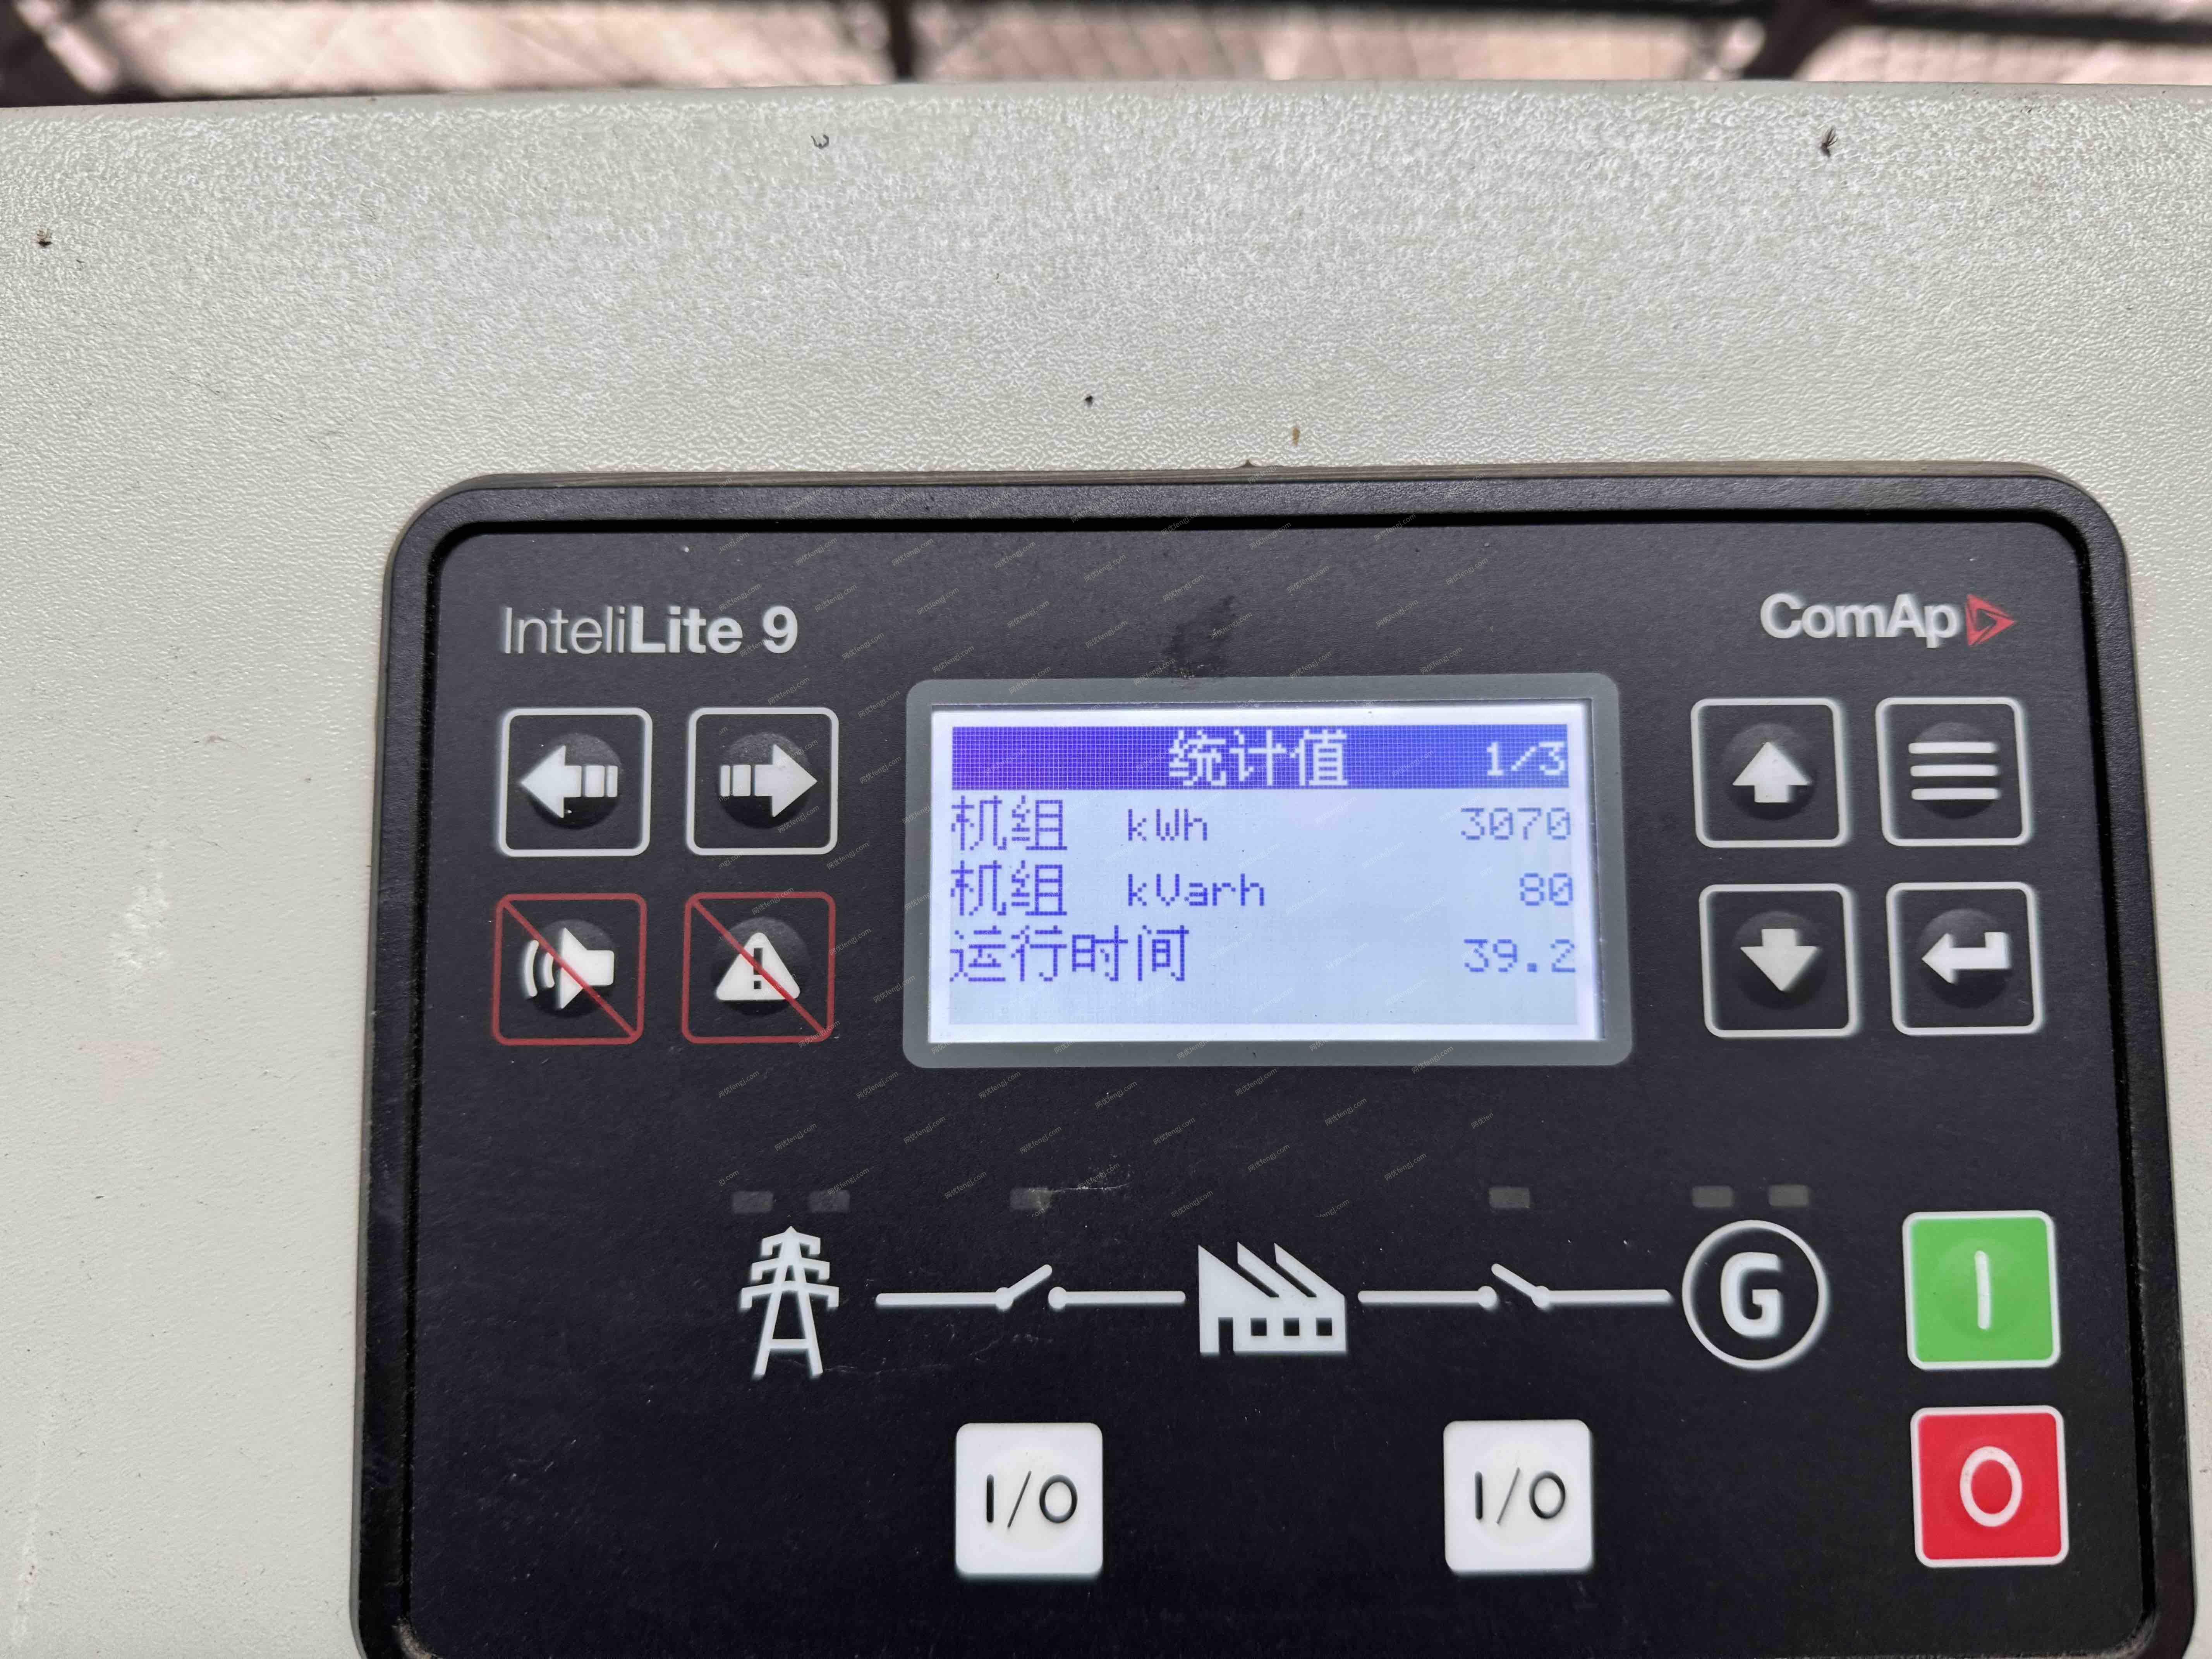 InteliLite 9
ComAp
统计值 1/3
机组 kWh 3070
机组 kVarh 80
运行时间 39.2
G
I
I/O
I/O
O